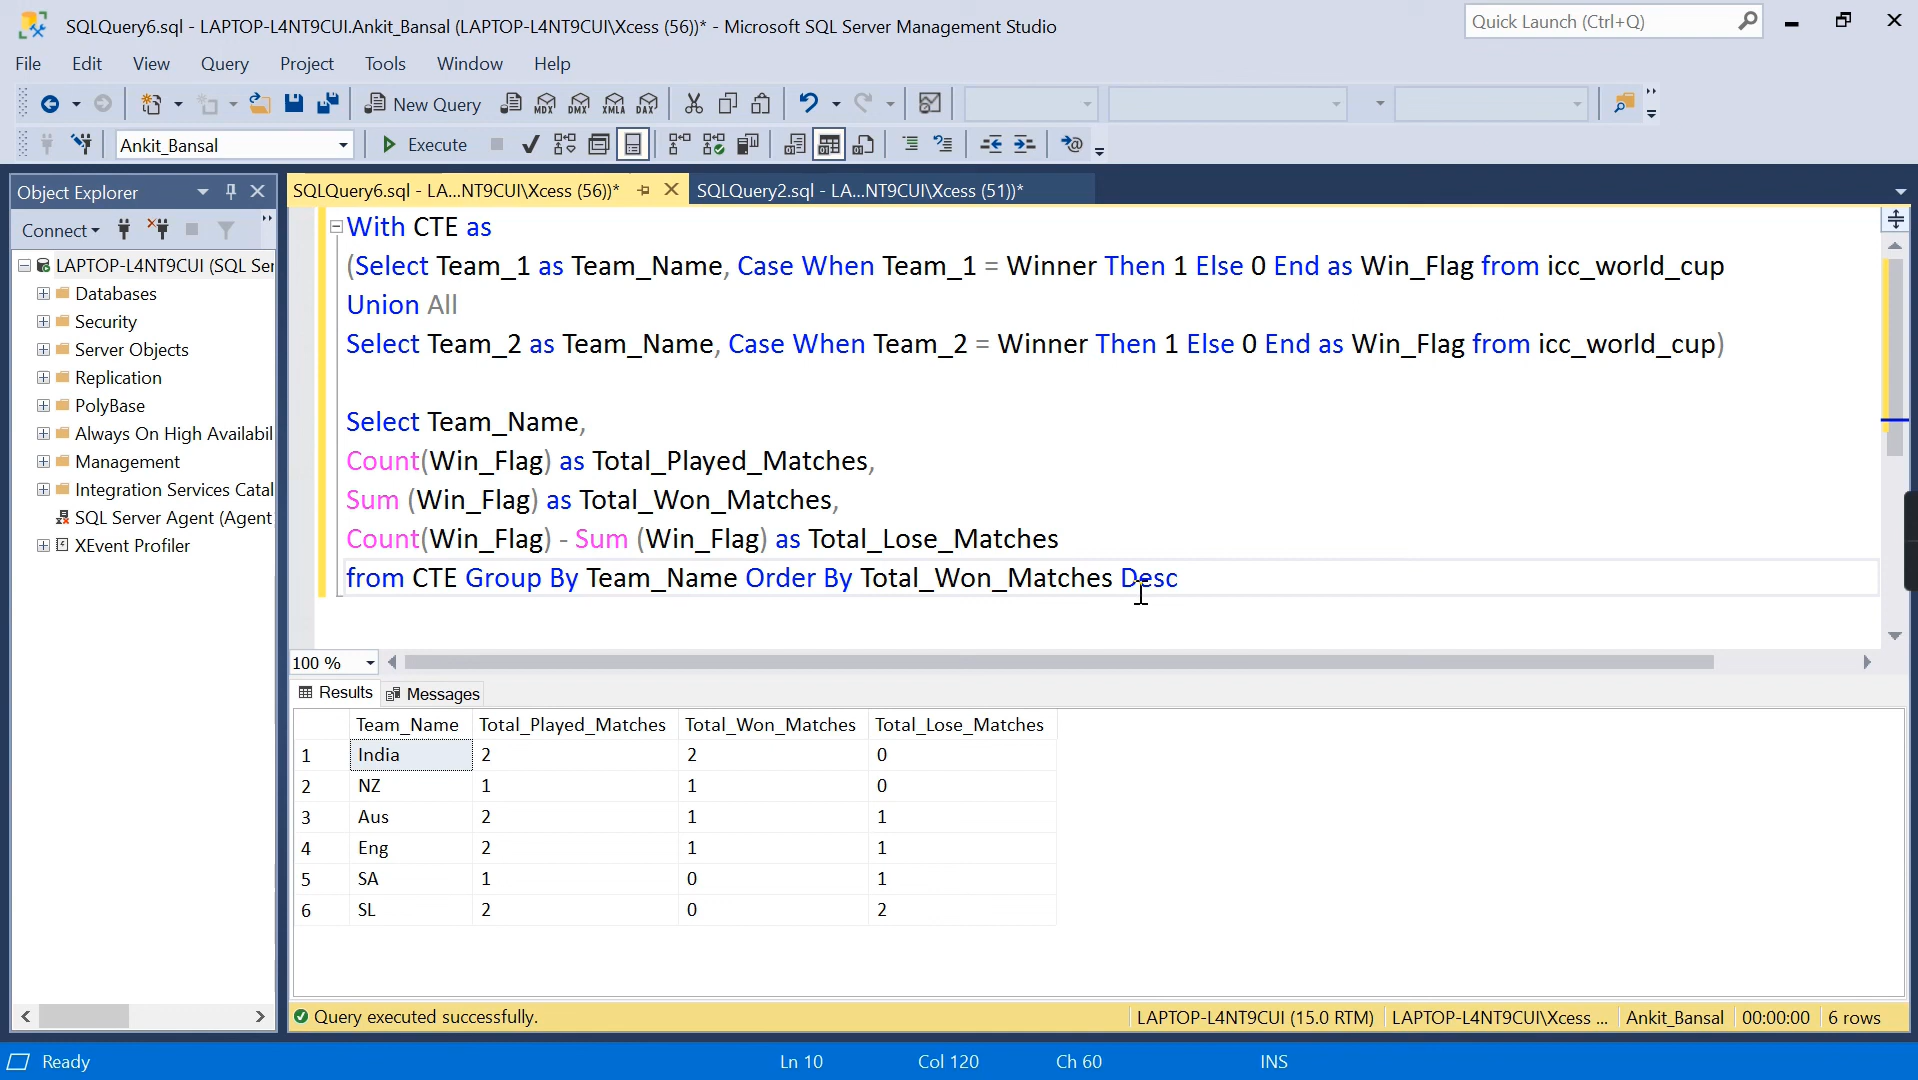 SQLQuery6.sql - LAPTOP-L4NT9CUI.Ankit_Bansal (LAPTOP-L4NT9CUI\Xcess (56))* - Microsoft SQL Server Management Studio
Quick Launch (Ctrl+Q)
File Edit View Query Project Tools Window Help
New Query
MDX DMX XMLA DAX
Ankit_Bansal
Execute
Object Explorer
SQLQuery6.sql - LA...NT9CUI\Xcess (56))*
SQLQuery2.sql - LA...NT9CUI\Xcess (51))*
Connect
LAPTOP-L4NT9CUI (SQL Ser
Databases
Security
Server Objects
Replication
PolyBase
Always On High Availabil
Management
Integration Services Catal
SQL Server Agent (Agent
XEvent Profiler
With CTE as
(Select Team_1 as Team_Name, Case When Team_1 = Winner Then 1 Else 0 End as Win_Flag from icc_world_cup
Union All
Select Team_2 as Team_Name, Case When Team_2 = Winner Then 1 Else 0 End as Win_Flag from icc_world_cup)
Select Team_Name,
Count(Win_Flag) as Total_Played_Matches,
Sum (Win_Flag) as Total_Won_Matches,
Count(Win_Flag) - Sum (Win_Flag) as Total_Lose_Matches
from CTE Group By Team_Name Order By Total_Won_Matches Desc
100 %
Results Messages
Team_Name Total_Played_Matches Total_Won_Matches Total_Lose_Matches
1 India 2 2 0
2 NZ 1 1 0
3 Aus 2 1 1
4 Eng 2 1 1
5 SA 1 0 1
6 SL 2 0 2
Query executed successfully.
LAPTOP-L4NT9CUI (15.0 RTM) LAPTOP-L4NT9CUI\Xcess ... Ankit_Bansal 00:00:00 6 rows
Ready Ln 10 Col 120 Ch 60 INS